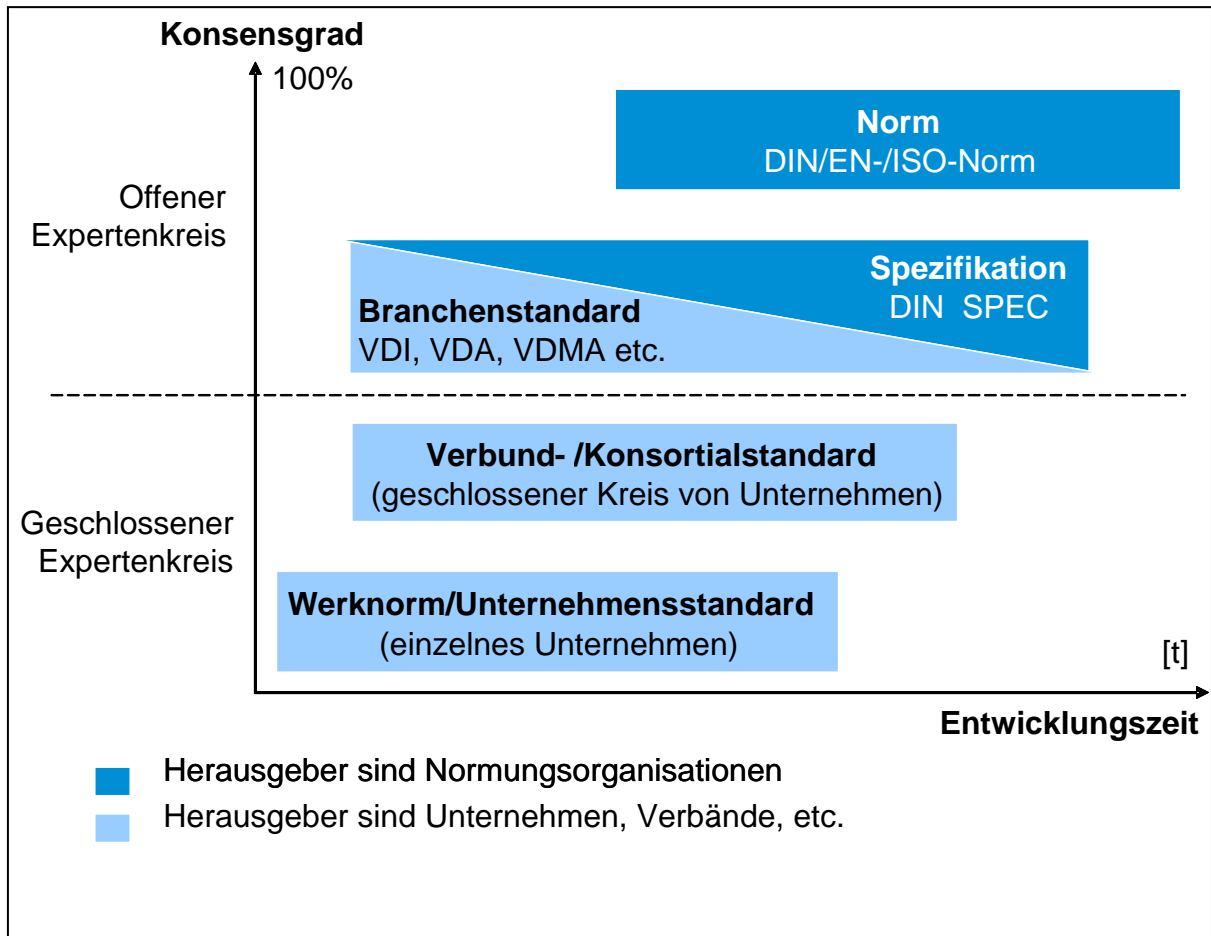 Konsensgrad
100%
Norm
DIN/EN-/ISO-Norm
Offener
Expertenkreis
Spezifikation
DIN SPEC
Branchenstandard
VDI, VDA, VDMA etc.
Verbund- /Konsortialstandard
(geschlossener Kreis von Unternehmen)
Geschlossener
Expertenkreis
Werknorm/Unternehmensstandard
(einzelnes Unternehmen)
[t]
Entwicklungszeit
Herausgeber sind Normungsorganisationen
Herausgeber sind Unternehmen, Verbände, etc.